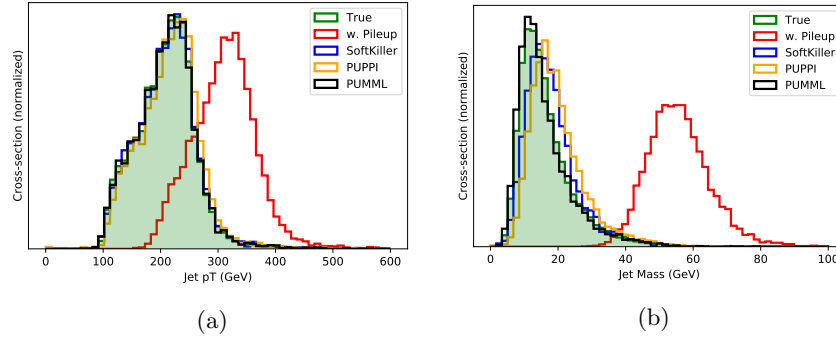 Cross-section (normalized)
True
w. Pileup
SoftKiller
PUPPI
PUMML
0 100 200 300 400 500 600
Jet pT (GeV)
(a)
Cross-section (normalized)
True
w. Pileup
SoftKiller
PUPPI
PUMML
0 20 40 60 80 100
Jet Mass (GeV)
(b)